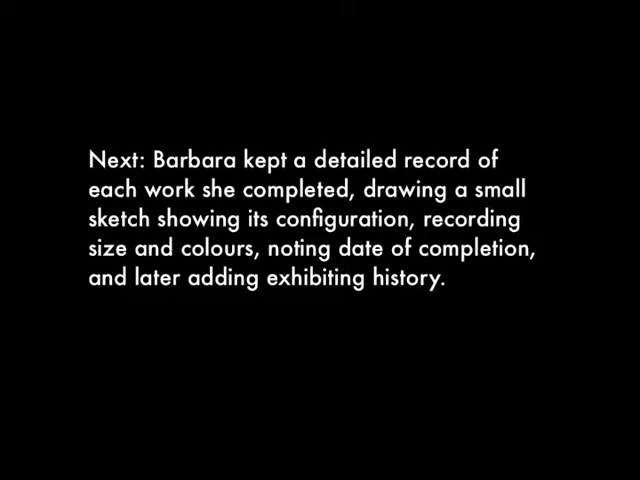 Next: Barbara kept a detailed record of
each work she completed, drawing a small
sketch showing its configuration, recording
size and colours, noting date of completion,
and later adding exhibiting history.